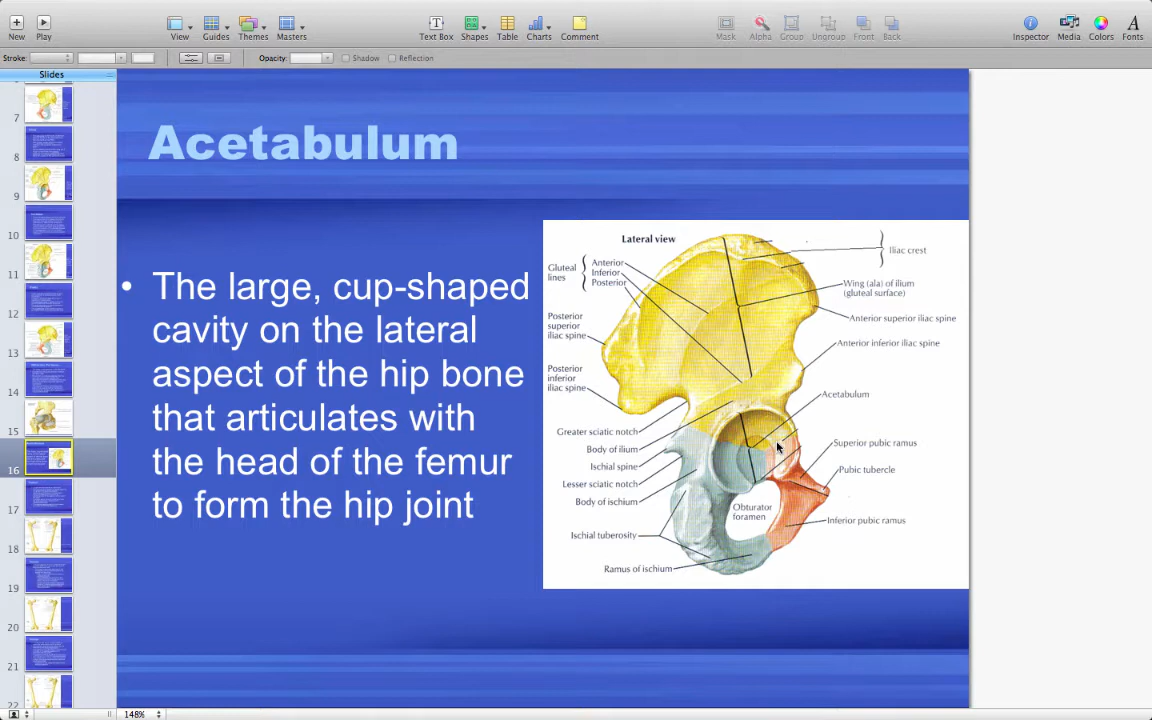 New
Play
View
Guides
Themes
Masters
Text Box
Shapes
Table
Charts
Comment
Mask
Alpha
Group
Ungroup
Front
Back
Inspector
Media
Colors
Fonts
Stroke:
Opacity:
Shadow
Reflection
Slides
7
8
9
10
11
12
13
14
15
16
17
18
19
20
21
22
Acetabulum
• The large, cup-shaped
cavity on the lateral
aspect of the hip bone
that articulates with
the head of the femur
to form the hip joint
Lateral view
Gluteal
lines
Anterior
Inferior
Posterior
Posterior
superior
iliac spine
Posterior
inferior
iliac spine
Greater sciatic notch
Body of ilium
Ischial spine
Lesser sciatic notch
Body of ischium
Ischial tuberosity
Ramus of ischium
Iliac crest
Wing (ala) of ilium
(gluteal surface)
Anterior superior iliac spine
Anterior inferior iliac spine
Acetabulum
Superior pubic ramus
Pubic tubercle
Obturator
foramen
Inferior pubic ramus
148%